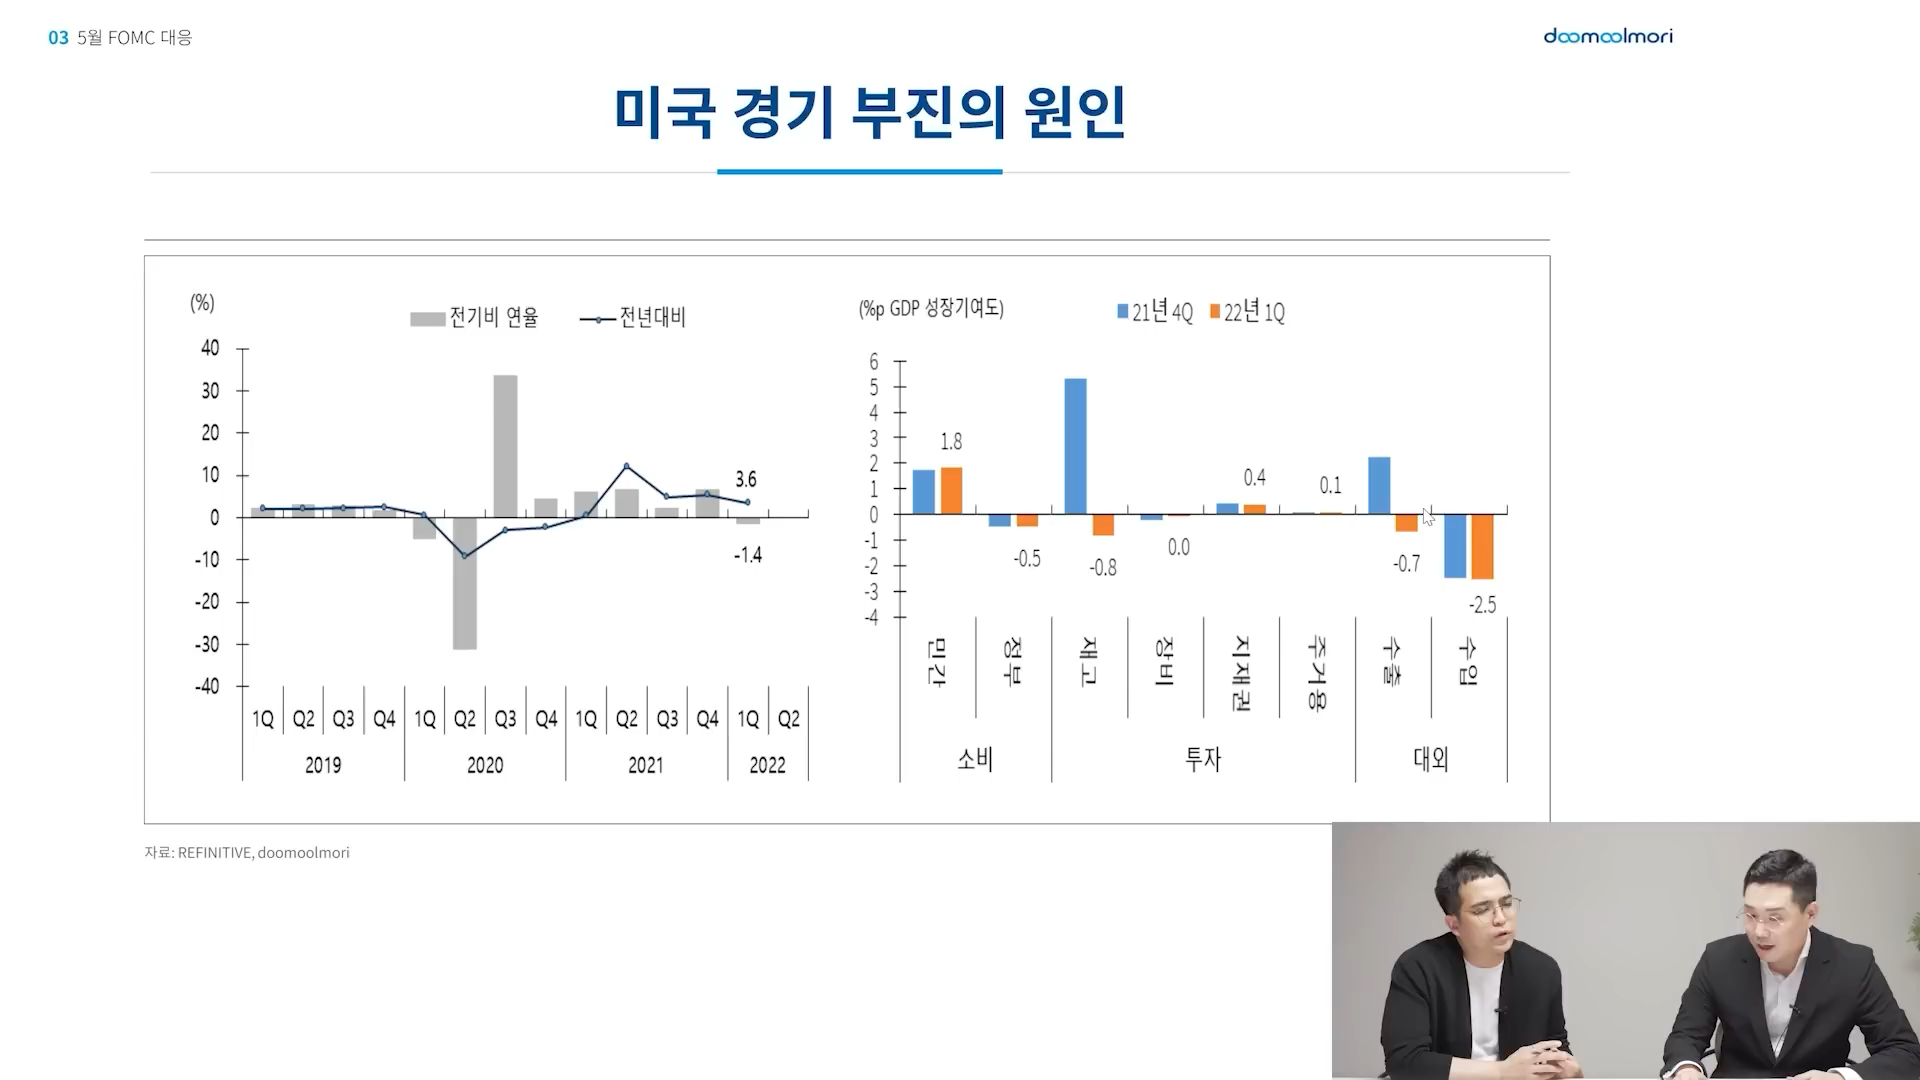 03 5월 FOMC 대응
doomoolmori
미국 경기 부진의 원인
(%)
전기비 연율
전년대비
40
30
20
10
0
-10
-20
-30
-40
3.6
-1.4
1Q Q2 Q3 Q4 1Q Q2 Q3 Q4 1Q Q2 Q3 Q4 1Q Q2
2019 2020 2021 2022
(%p GDP 성장기여도)
21년 4Q
22년 1Q
6
5
4
3
2
1
0
-1
-2
-3
-4
1.8
-0.5
-0.8
0.0
0.4
0.1
-0.7
-2.5
민간 정부 재고 장비 지재권 주거용 수출 수입
소비 투자 대외
자료: REFINITIVE, doomoolmori